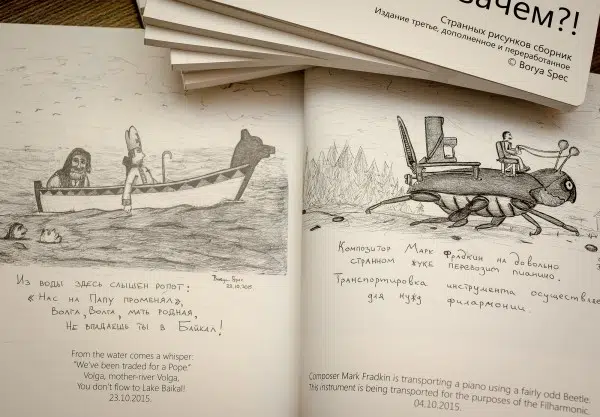 Зачем?!
Странных рисунков сборник
Издание третье, дополненное и переработанное
© Borya Spec
23.10.2015
Из воды здесь слышен ропот:
«Нас на Папу променял»,
Волга, Волга, мать родная,
Не впадаешь ты в Байкал!
From the water comes a whisper:
"We've been traded for a Pope."
Volga, mother-river Volga,
You don't flow to Lake Baikal!
23.10.2015.
Композитор Марк Фрадкин на довольно
странном жуке перевозит пианино.
Транспортировка инструмента осуществляе
для нужд филармонии.
Composer Mark Fradkin is transporting a piano using a fairly odd Beetle.
This instrument is being transported for the purposes of the Filharmonic.
04.10.2015.